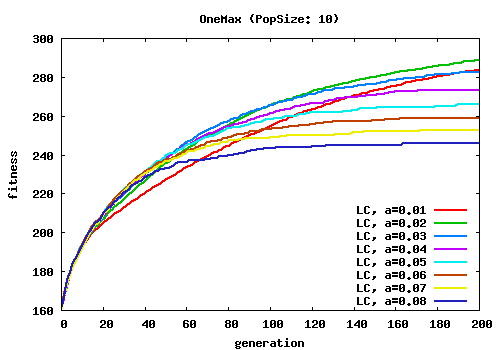 OneMax (PopSize: 10)
300
280
260
240
220
200
180
160
fitness
LC, a=0.01
LC, a=0.02
LC, a=0.03
LC, a=0.04
LC, a=0.05
LC, a=0.06
LC, a=0.07
LC, a=0.08
0 20 40 60 80 100 120 140 160 180 200
generation